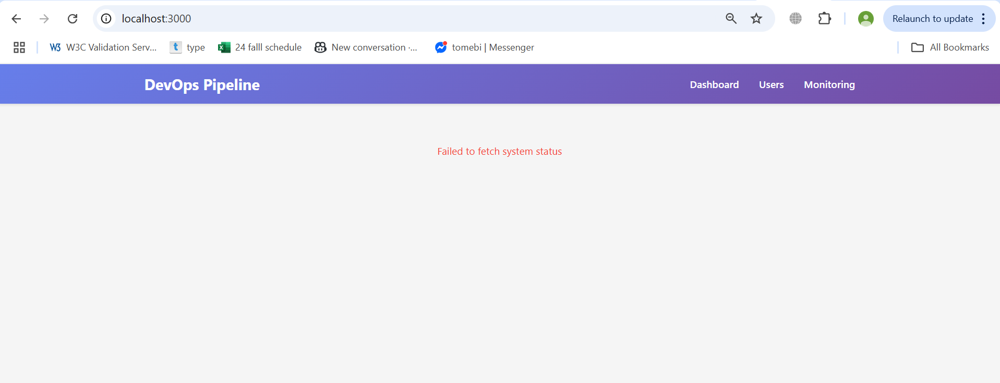 localhost:3000
Relaunch to update
W3C Validation Serv...
type
24 falll schedule
New conversation ·...
tomebi | Messenger
All Bookmarks
DevOps Pipeline
Dashboard
Users
Monitoring
Failed to fetch system status